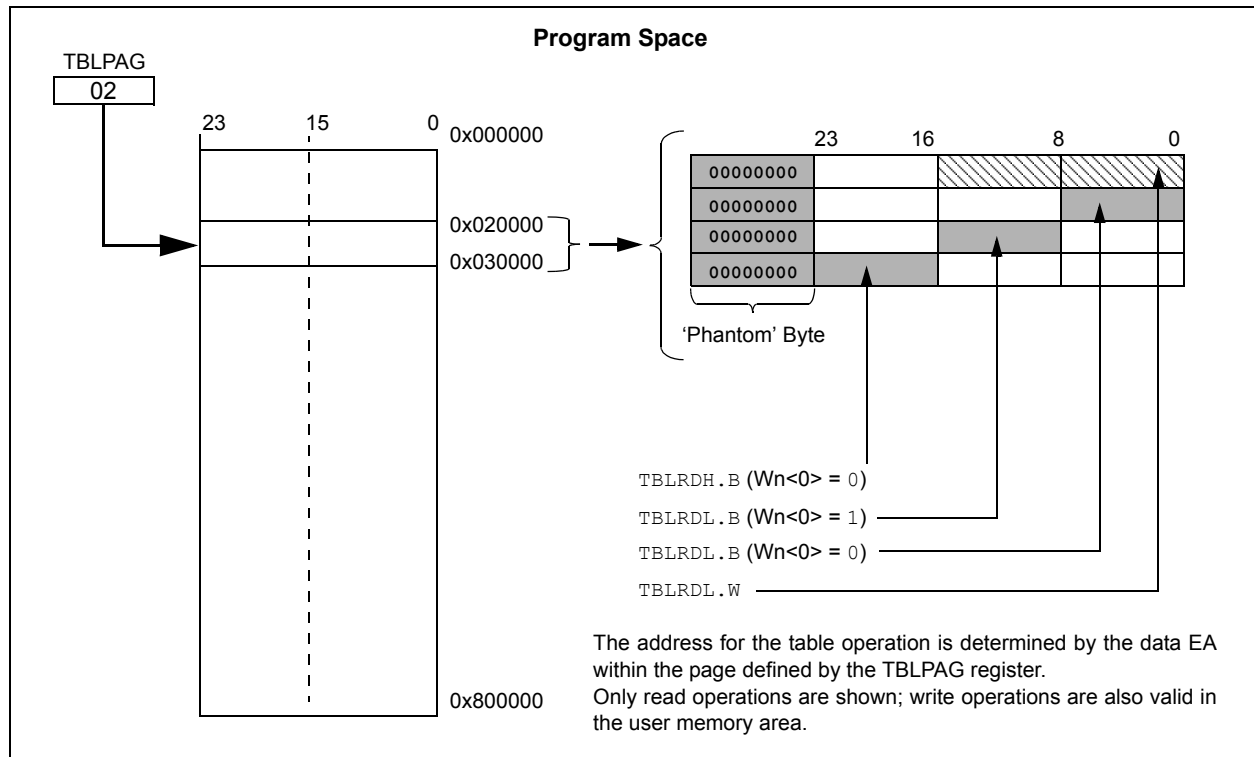 Program Space
TBLPAG
02
23 15 0
0x000000
0x020000
0x030000
0x800000
23 16 8 0
00000000
00000000
00000000
00000000
‘Phantom’ Byte
TBLRDH.B (Wn<0> = 0)
TBLRDL.B (Wn<0> = 1)
TBLRDL.B (Wn<0> = 0)
TBLRDL.W
The address for the table operation is determined by the data EA
within the page defined by the TBLPAG register.
Only read operations are shown; write operations are also valid in
the user memory area.